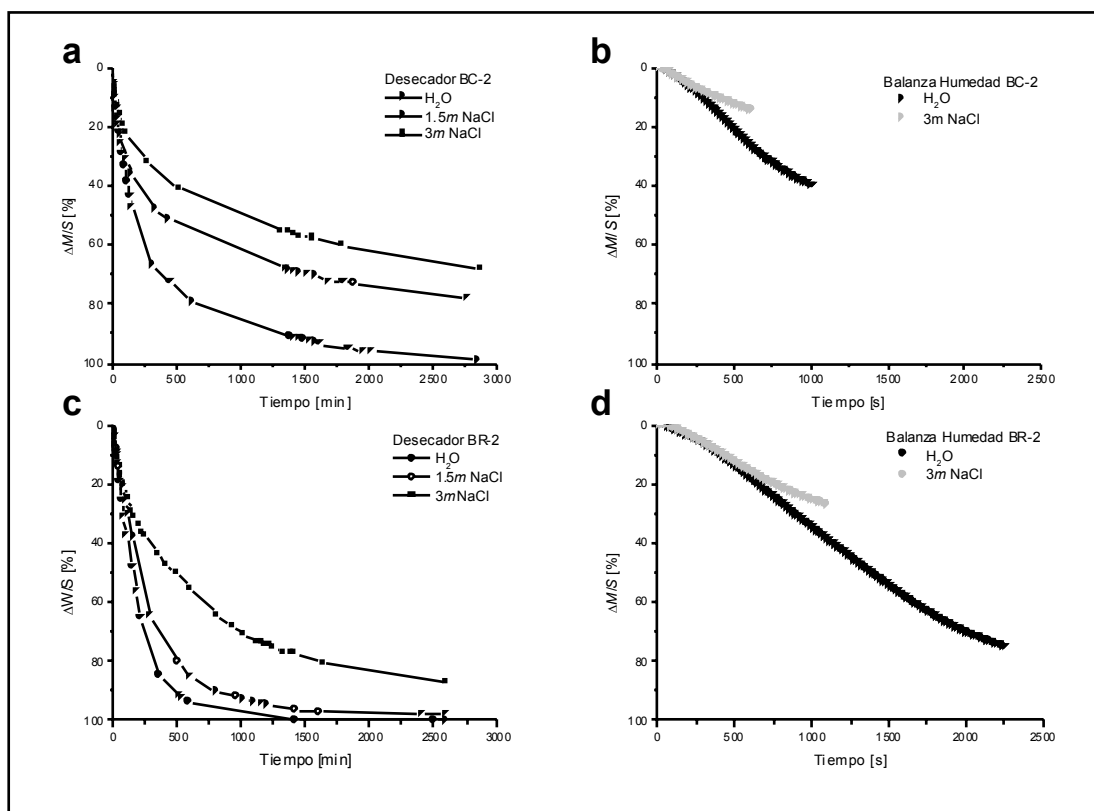 a
0
20
40
60
80
100
ΔM/S [%]
0 500 1000 1500 2000 2500 3000
Tiempo [min]
Desecador BC-2
H2O
1.5m NaCl
3m NaCl
b
0
20
40
60
80
100
ΔM/S [%]
0 500 1000 1500 2000 2500
Tiempo [s]
Balanza Humedad BC-2
H2O
3m NaCl
c
0
20
40
60
80
100
ΔW/S [%]
0 500 1000 1500 2000 2500 3000
Tiempo [min]
Desecador BR-2
H2O
1.5m NaCl
3mNaCl
d
0
20
40
60
80
100
ΔM/S [%]
0 500 1000 1500 2000 2500
Tiempo [s]
Balanza Humedad BR-2
H2O
3m NaCl